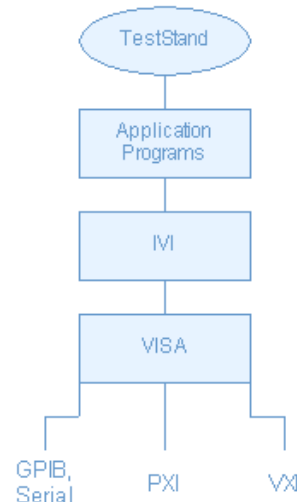 TestStand
Application
Programs
IVI
VISA
GPIB,
Serial
PXI
VXI